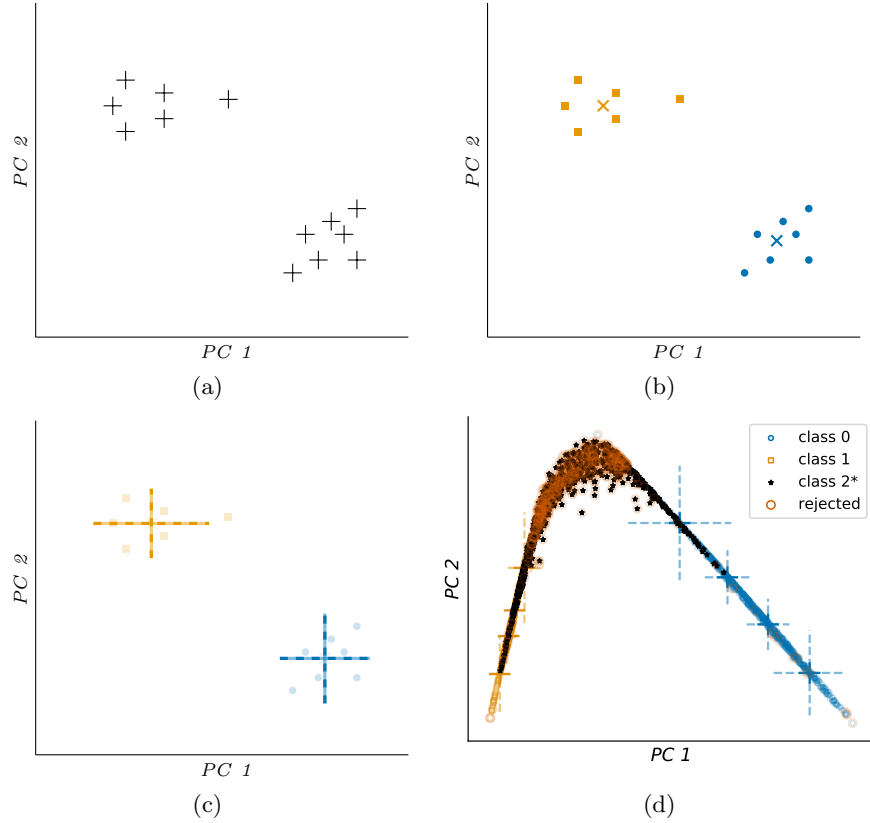 PC 2
PC 1
(a)
PC 2
PC 1
(b)
PC 2
PC 1
(c)
class 0
class 1
class 2*
rejected
PC 2
PC 1
(d)